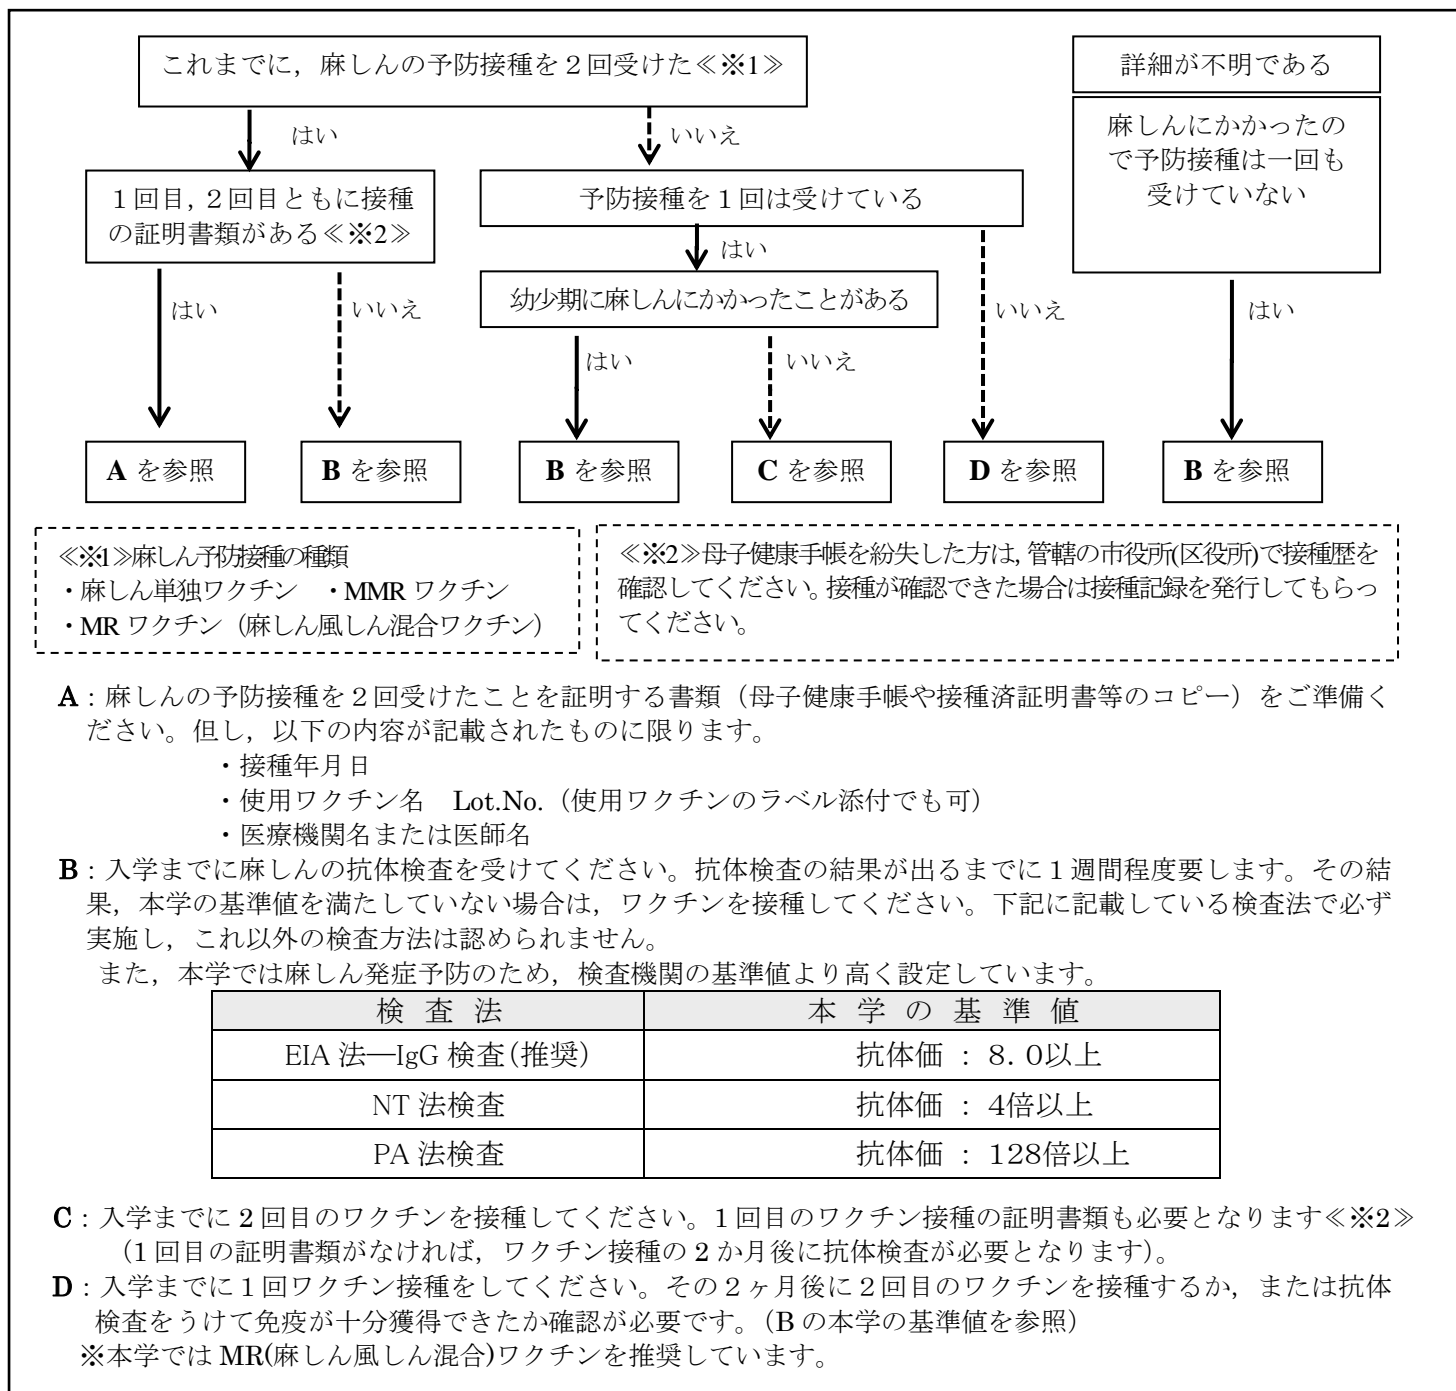 これまでに，麻しんの予防接種を２回受けた≪※1≫
詳細が不明である
麻しんにかかったの
で予防接種は一回も
受けていない
はい
いいえ
１回目，２回目ともに接種
の証明書類がある≪※2≫
予防接種を１回は受けている
はい
幼少期に麻しんにかかったことがある
はい
いいえ
いいえ
はい
はい
いいえ
A を参照
B を参照
B を参照
C を参照
D を参照
B を参照
≪※1≫麻しん予防接種の種類
・麻しん単独ワクチン　・MMR ワクチン
・MR ワクチン（麻しん風しん混合ワクチン）
≪※2≫母子健康手帳を紛失した方は，管轄の市役所(区役所)で接種歴を
確認してください。接種が確認できた場合は接種記録を発行してもらっ
てください。
A：麻しんの予防接種を２回受けたことを証明する書類（母子健康手帳や接種済証明書等のコピー）をご準備く
ださい。但し，以下の内容が記載されたものに限ります。
・接種年月日
・使用ワクチン名　Lot.No.（使用ワクチンのラベル添付でも可）
・医療機関名または医師名
B：入学までに麻しんの抗体検査を受けてください。抗体検査の結果が出るまでに１週間程度要します。その結
果，本学の基準値を満たしていない場合は，ワクチンを接種してください。下記に記載している検査法で必ず
実施し，これ以外の検査方法は認められません。
また，本学では麻しん発症予防のため，検査機関の基準値より高く設定しています。
検 査 法　本 学 の 基 準 値
EIA 法―IgG 検査（推奨）　抗体価 ： 8．0以上
NT 法検査　抗体価 ： 4倍以上
PA 法検査　抗体価 ： 128倍以上
C：入学までに 2 回目のワクチンを接種してください。1 回目のワクチン接種の証明書類も必要となります≪※2≫
（1 回目の証明書類がなければ，ワクチン接種の 2 か月後に抗体検査が必要となります）。
D：入学までに１回ワクチン接種をしてください。その２ヶ月後に２回目のワクチンを接種するか，または抗体
検査をうけて免疫が十分獲得できたか確認が必要です。（B の本学の基準値を参照）
※本学では MR(麻しん風しん混合)ワクチンを推奨しています。